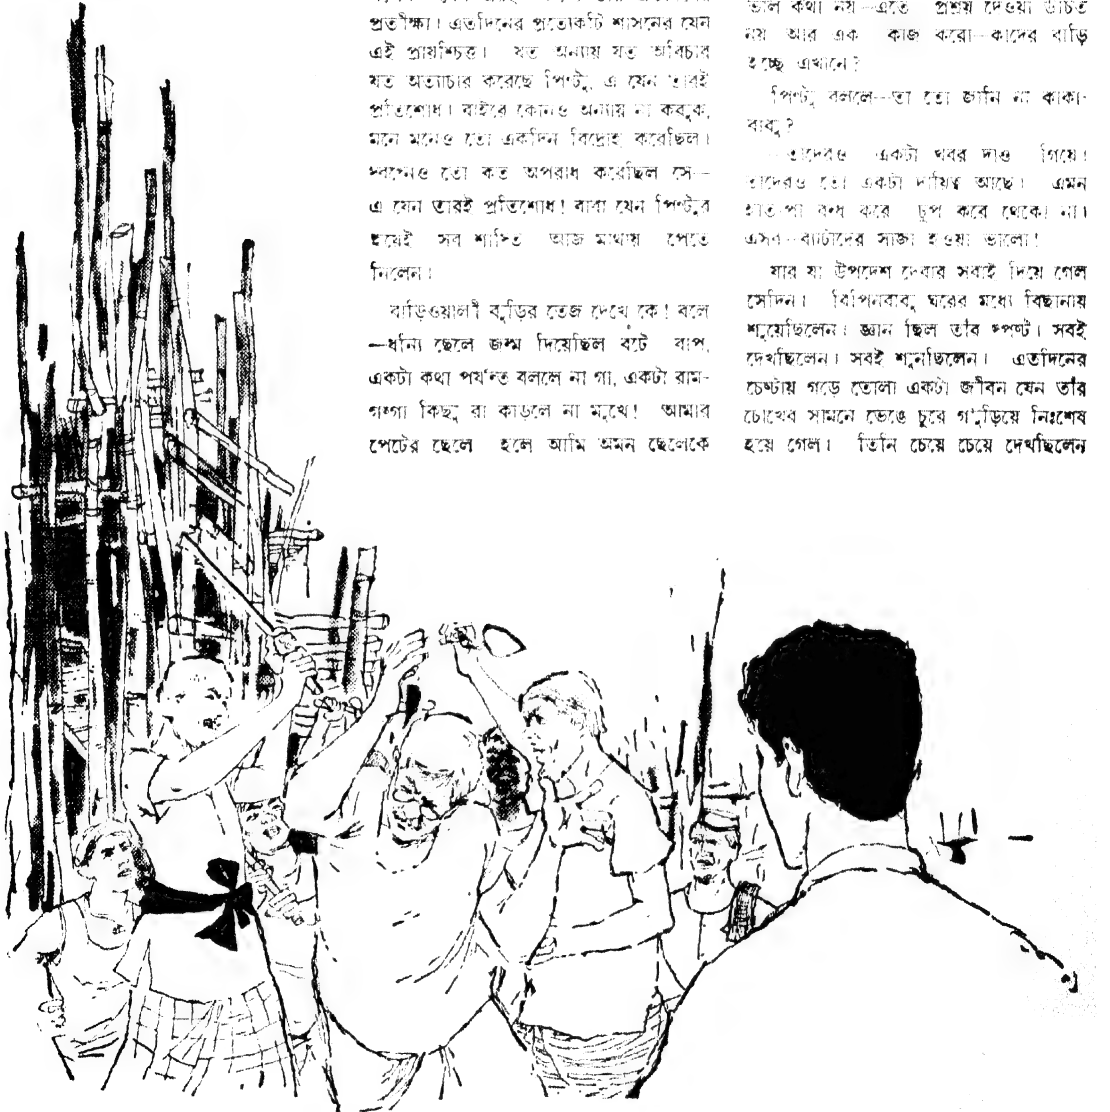 প্রতীক্ষা। এতদিনের প্রত্যেকটি শাসনের যেন
এই প্রায়শ্চিত্ত। যত অন্যায় যত অবিচার
যত অত্যাচার করেছে পিণ্টু, এ যেন তারই
প্রতিশোধ। বাইরে কোনও অন্যায় না করুক,
মনে মনেও তো একদিন বিদ্রোহ করেছিল।
স্বপ্নেও তো কত অপরাধ করেছিল সে—
এ যেন তারই প্রতিশোধ! বাবা যেন পিণ্টুর
হয়েই সব শাস্তি আজ মাথায় পেতে
নিলেন।
বাড়িওয়ালী বুড়ির তেজ দেখে কে! বলে
—ধন্যি ছেলে জন্ম দিয়েছিল বটে বাপ,
একটা কথা পর্যন্ত বললে না গা, একটা রাম-
গঙ্গা কিছু রা কাড়লে না মুখে! আমার
পেটের ছেলে হলে আমি অমন ছেলেকে
ভাল কথা নয়—এতে প্রশ্রয় দেওয়া উচিত
নয় আর এক কাজ করো—কাদের বাড়ি
হচ্ছে এখানে?
পিণ্টু বললে—তা তো জানি না কাকা-
বাবু?
—তাদেরও একটা খবর দাও গিয়ে।
তাদেরও তো একটা দায়িত্ব আছে। এমন
হাত-পা বন্ধ করে চুপ করে থেকো না।
এসব—ব্যাটাদের সাজা হওয়া ভালো!
যার যা উপদেশ দেবার সবাই দিয়ে গেল
সেদিন। বিপিনবাবু ঘরের মধ্যে বিছানায়
শুয়েছিলেন। জ্ঞান ছিল তাঁর স্পষ্ট। সবই
দেখছিলেন। সবই শুনছিলেন। এতদিনের
চেষ্টায় গড়ে তোলা একটা জীবন যেন তাঁর
চোখের সামনে ভেঙে চুরে গুঁড়িয়ে নিঃশেষ
হয়ে গেল। তিনি চেয়ে চেয়ে দেখছিলেন